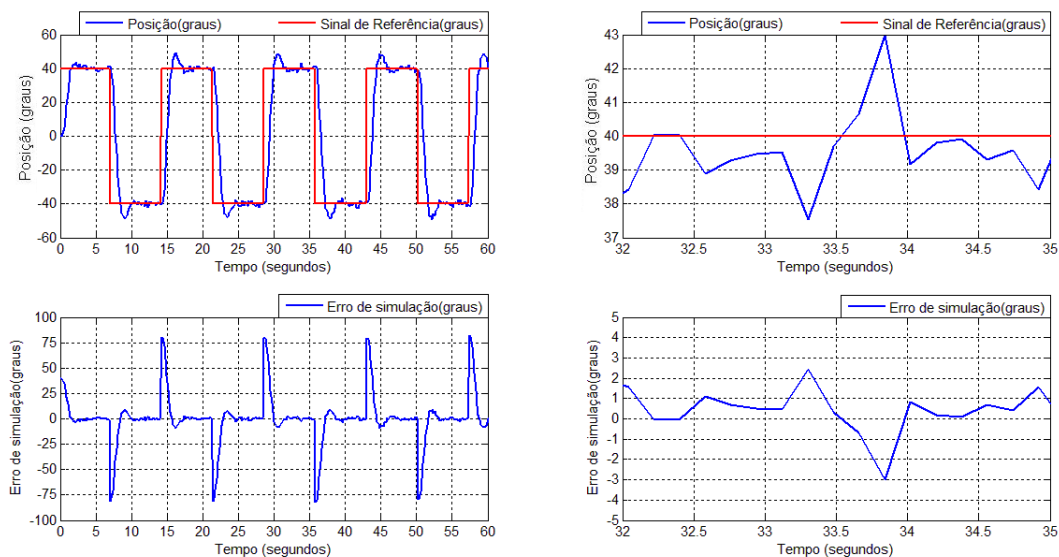 Posição(graus) Sinal de Referência(graus)
60
40
20
0
-20
-40
-60
Posição (graus)
0 5 10 15 20 25 30 35 40 45 50 55 60
Tempo (segundos)
Posição(graus) Sinal de Referência(graus)
43
42
41
40
39
38
37
Posição (graus)
32 32.5 33 33.5 34 34.5 35
Tempo (segundos)
Erro de simulação(graus)
100
75
50
25
0
-25
-50
-75
-100
Erro de simulação(graus)
0 5 10 15 20 25 30 35 40 45 50 55 60
Tempo (segundos)
Erro de simulação(graus)
5
4
3
2
1
0
-1
-2
-3
-4
-5
Erro de simulação(graus)
32 32.5 33 33.5 34 34.5 35
Tempo (segundos)